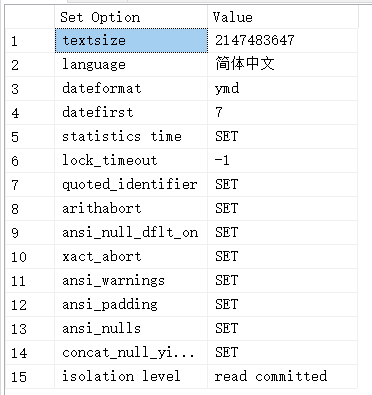 Set Option Value
1 textsize 2147483647
2 language 简体中文
3 dateformat ymd
4 datefirst 7
5 statistics time SET
6 lock_timeout -1
7 quoted_identifier SET
8 arithabort SET
9 ansi_null_dflt_on SET
10 xact_abort SET
11 ansi_warnings SET
12 ansi_padding SET
13 ansi_nulls SET
14 concat_null_yi... SET
15 isolation level read committed